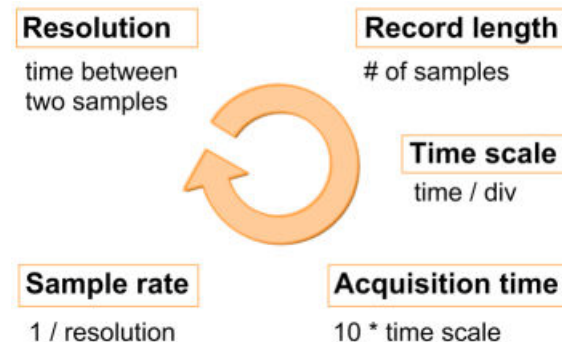 Resolution
time between
two samples
Record length
# of samples
Time scale
time / div
Sample rate
1 / resolution
Acquisition time
10 * time scale